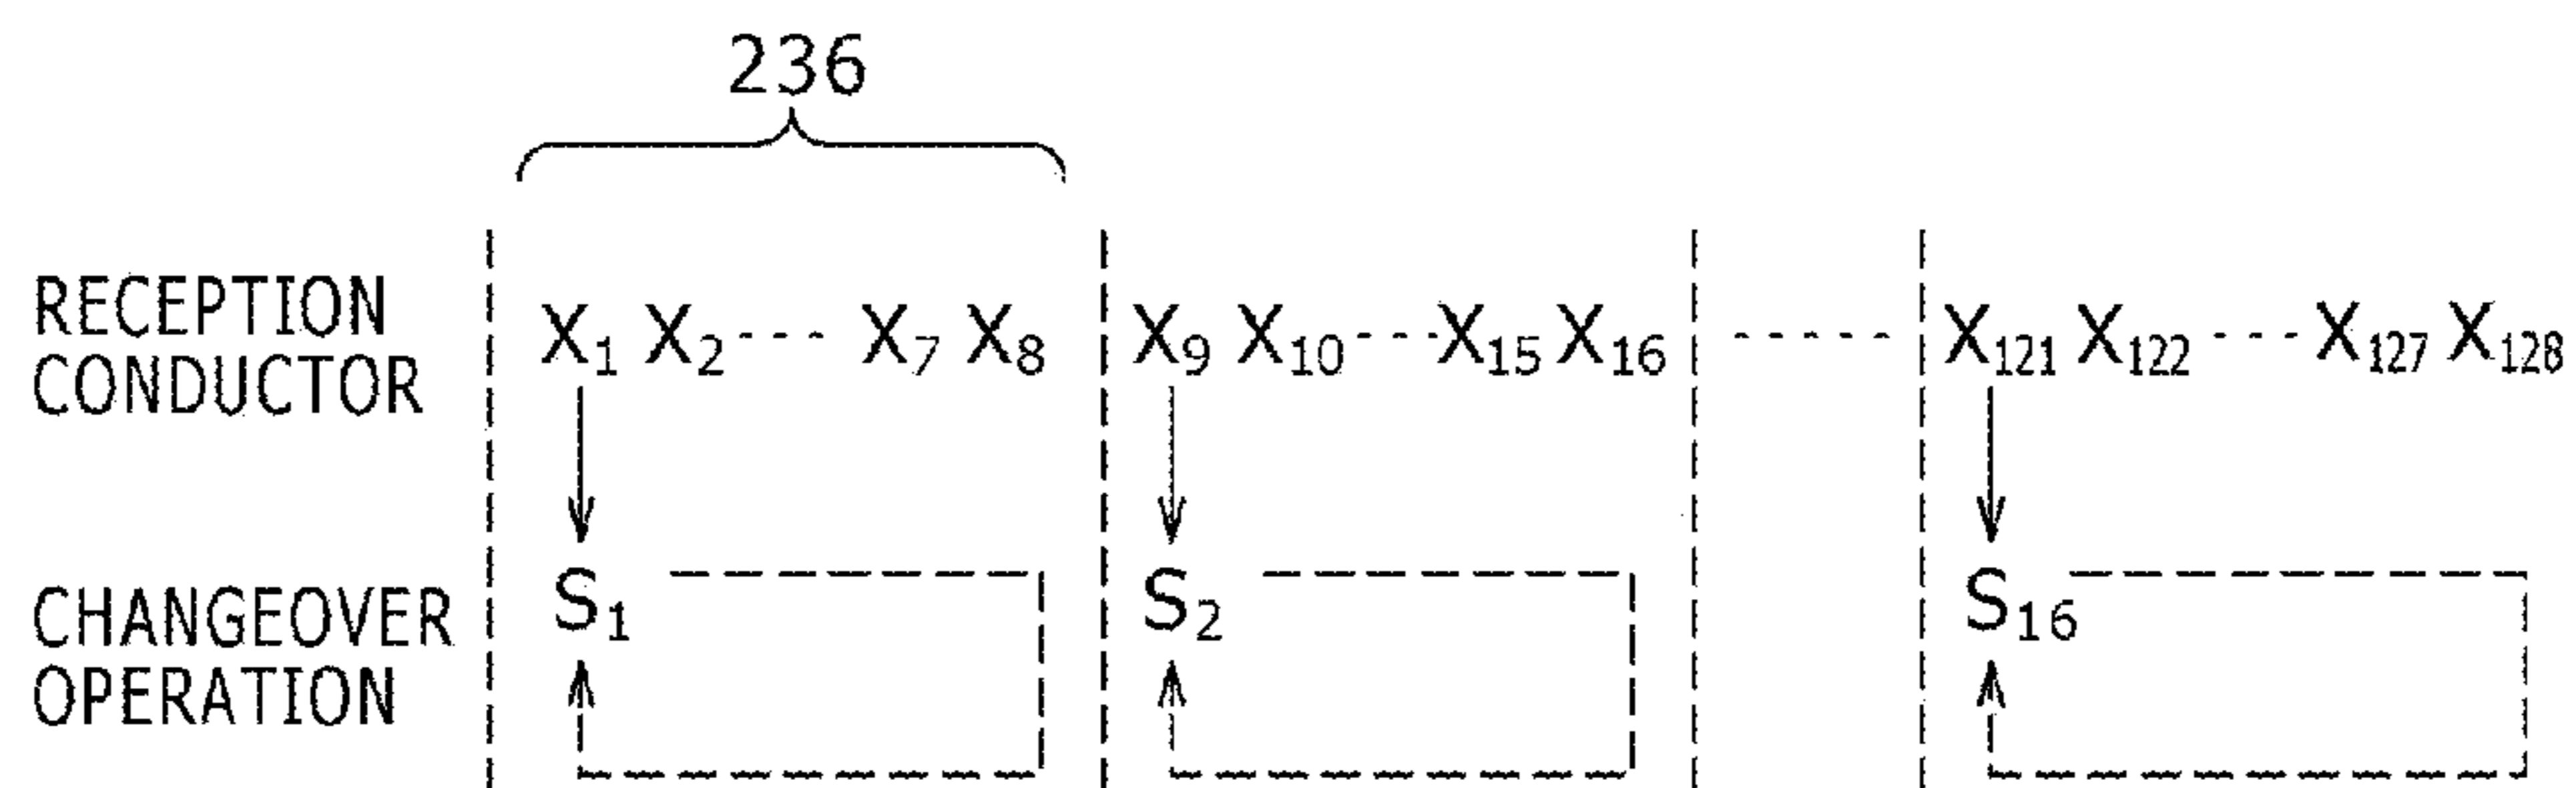 236
RECEPTION
CONDUCTOR
X₁ X₂--- X₇ X₈ X₉ X₁₀---X₁₅ X₁₆ ----- X₁₂₁ X₁₂₂ --- X₁₂₇ X₁₂₈
CHANGEOVER
OPERATION
S₁ S₂ S₁₆